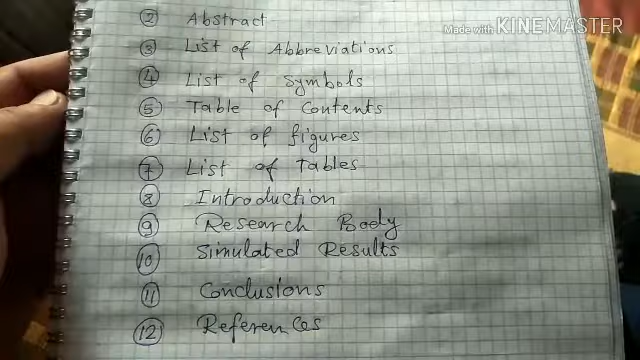 Made with KINEMASTER
② Abstract
③ List of Abbreviations
④ List of Symbols
⑤ Table of Contents
⑥ List of figures
⑦ List of Tables
⑧ Introduction
⑨ Research Body
⑩ Simulated Results
⑪ Conclusions
⑫ References